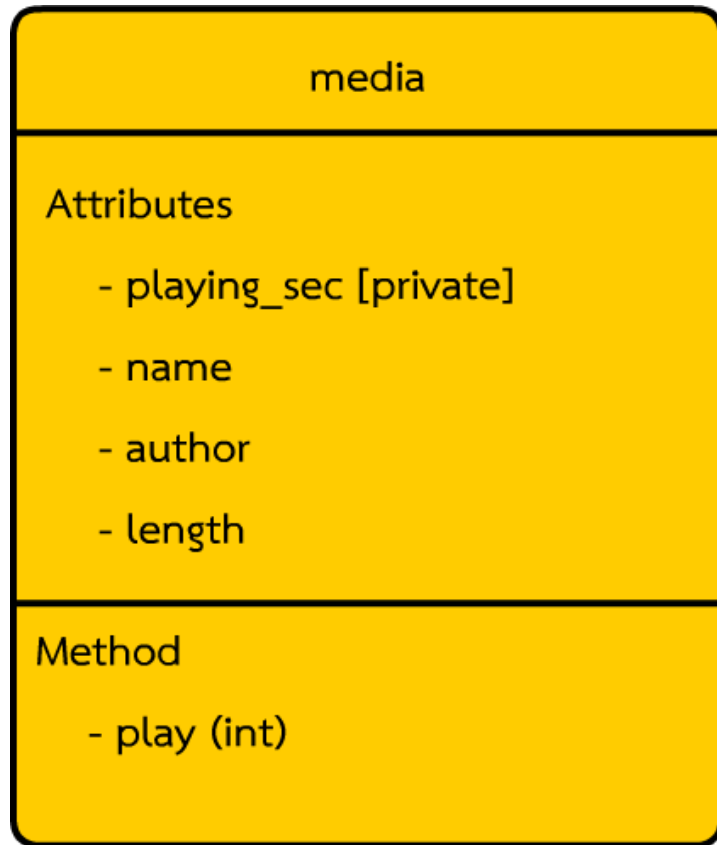 media
Attributes
- playing_sec [private]
- name
- author
- length
Method
- play (int)